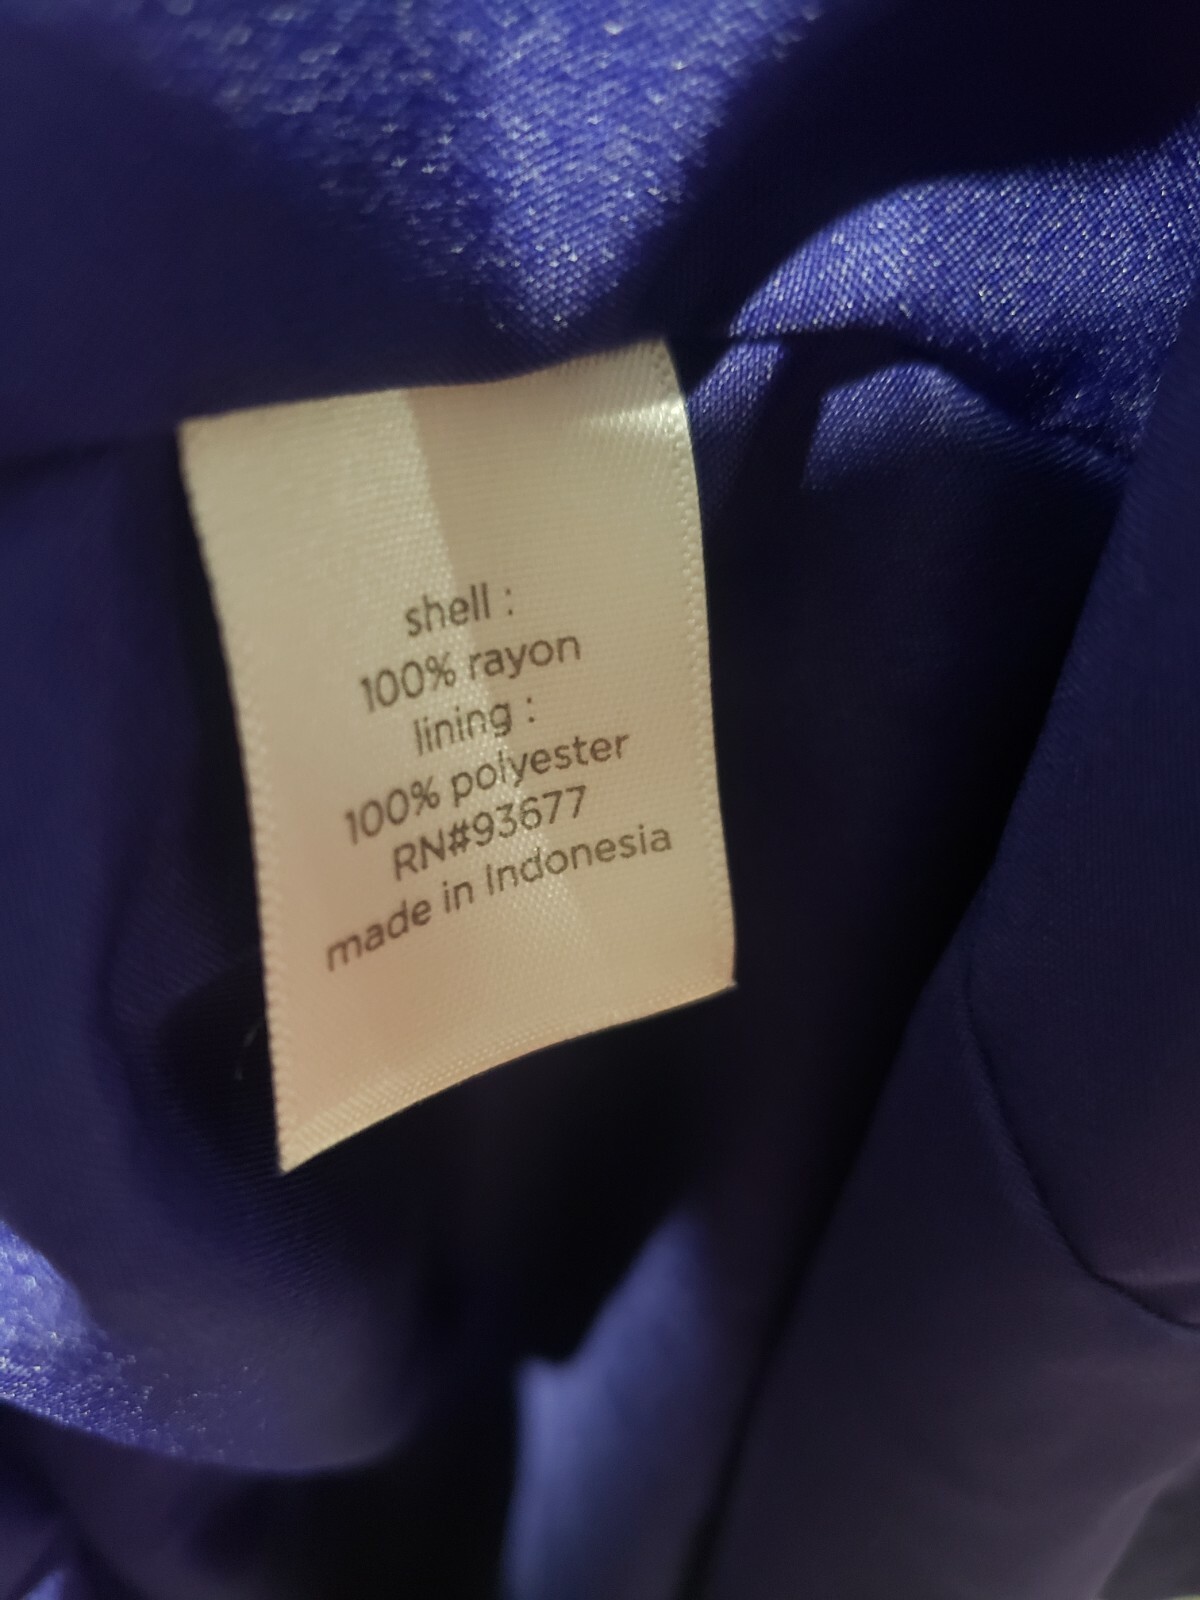 shell :
100% rayon
lining :
100% polyester
RN#93677
made in Indonesia